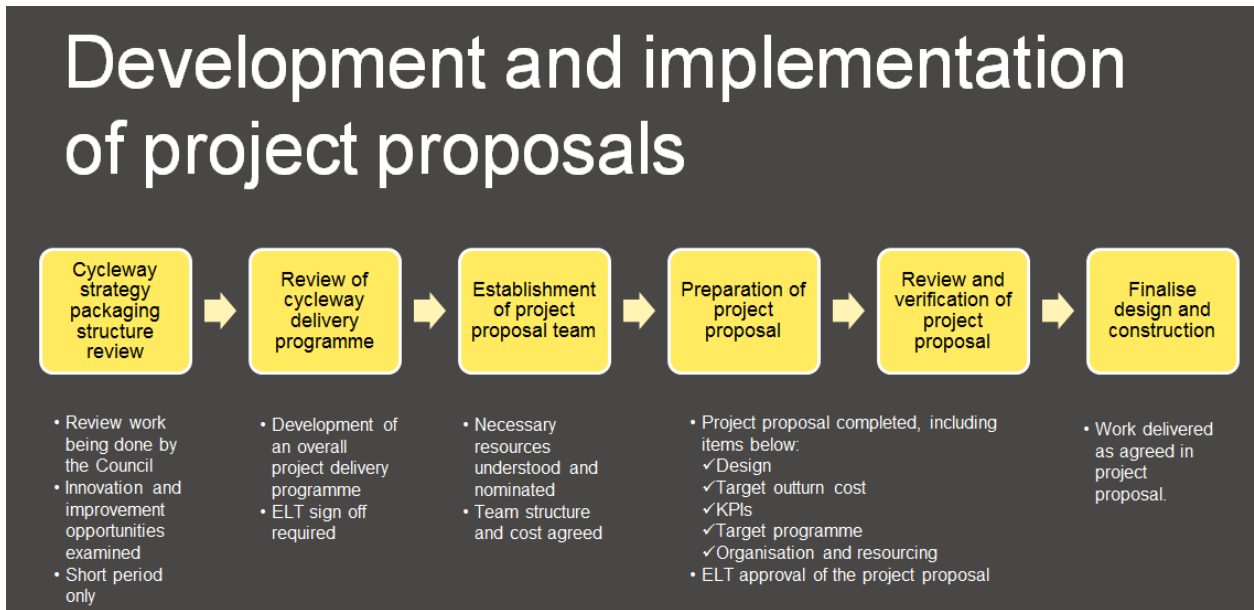 Development and implementation
of project proposals
Cycleway
strategy
packaging
structure
review
Review of
cycleway
delivery
programme
Establishment
of project
proposal team
Preparation of
project
proposal
Review and
verification of
project
proposal
Finalise
design and
construction
• Review work
being done by
the Council
• Innovation and
improvement
opportunities
examined
• Short period
only
• Development of
an overall
project delivery
programme
• ELT sign off
required
• Necessary
resources
understood and
nominated
• Team structure
and cost agreed
• Project proposal completed, including
items below:
✓Design
✓Target outturn cost
✓KPIs
✓Target programme
✓Organisation and resourcing
• ELT approval of the project proposal
• Work delivered
as agreed in
project
proposal.